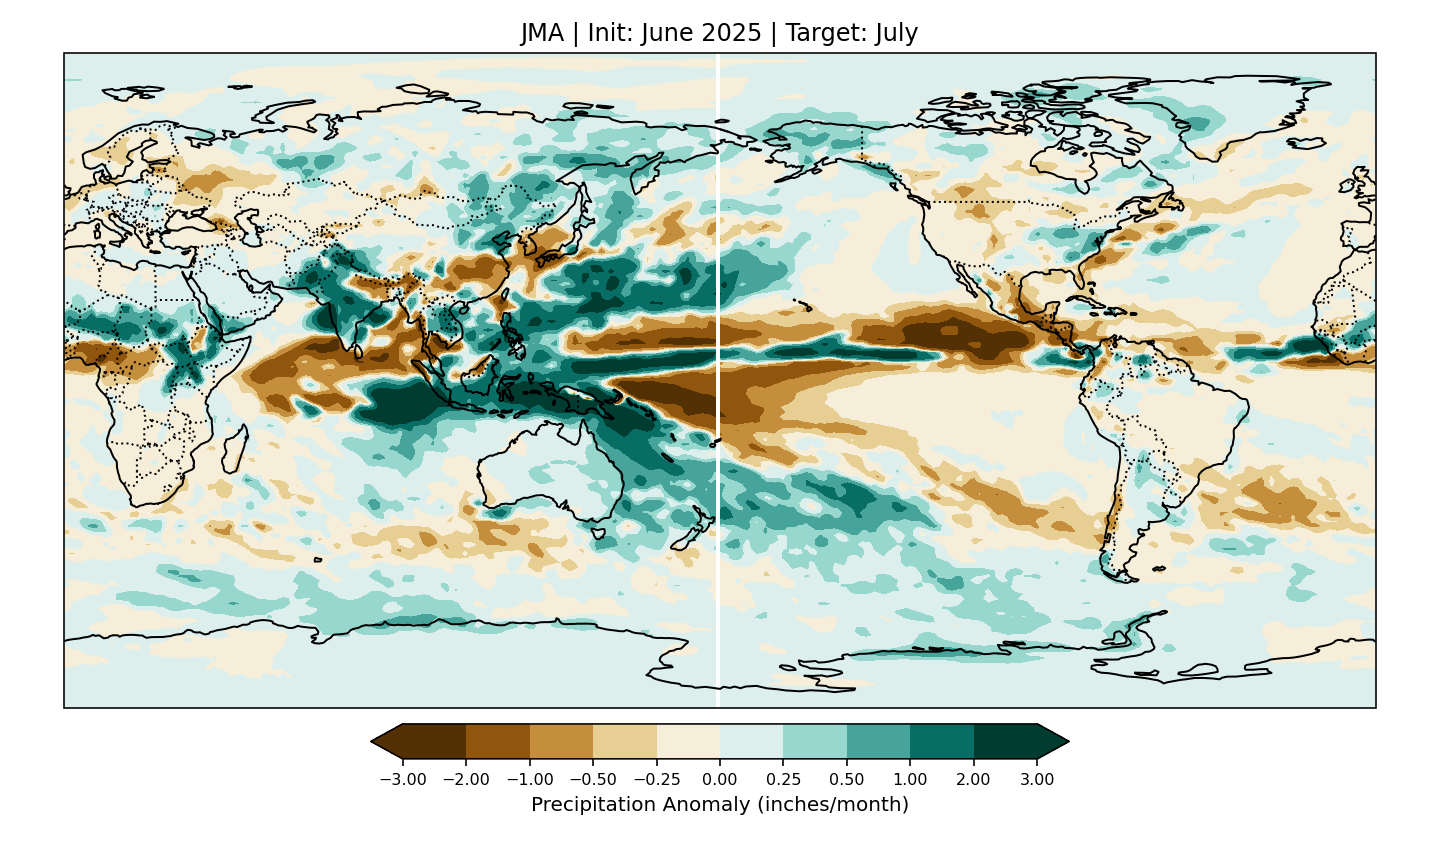 JMA | Init: June 2025 | Target: July
−3.00 −2.00 −1.00 −0.50 −0.25 0.00 0.25 0.50 1.00 2.00 3.00
Precipitation Anomaly (inches/month)